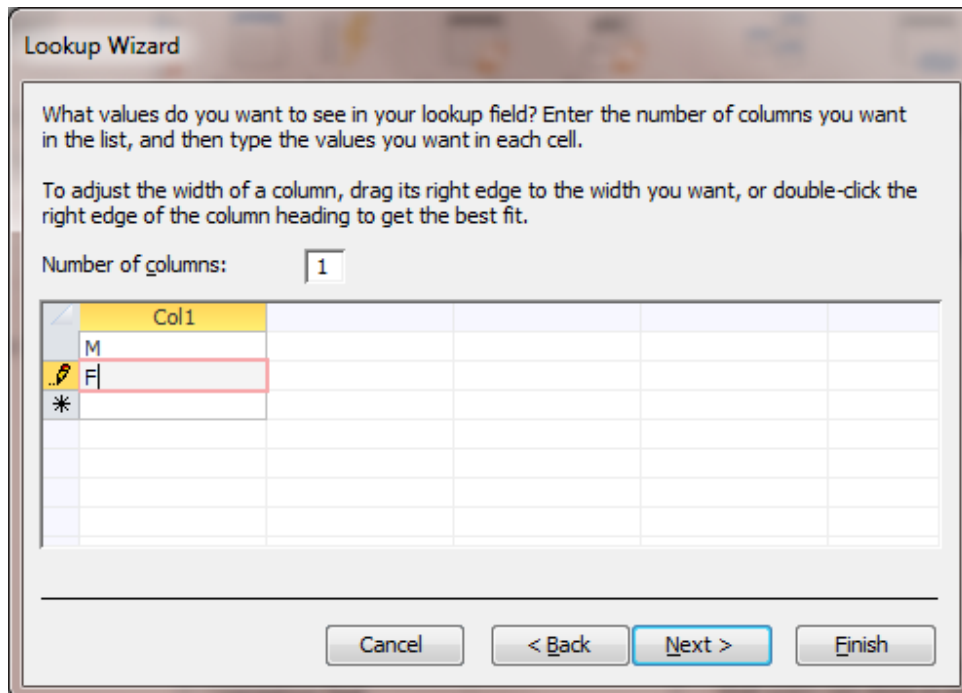 Lookup Wizard
What values do you want to see in your lookup field? Enter the number of columns you want
in the list, and then type the values you want in each cell.
To adjust the width of a column, drag its right edge to the width you want, or double-click the
right edge of the column heading to get the best fit.
Number of columns: 1
Col1
M
F
Cancel < Back Next > Finish